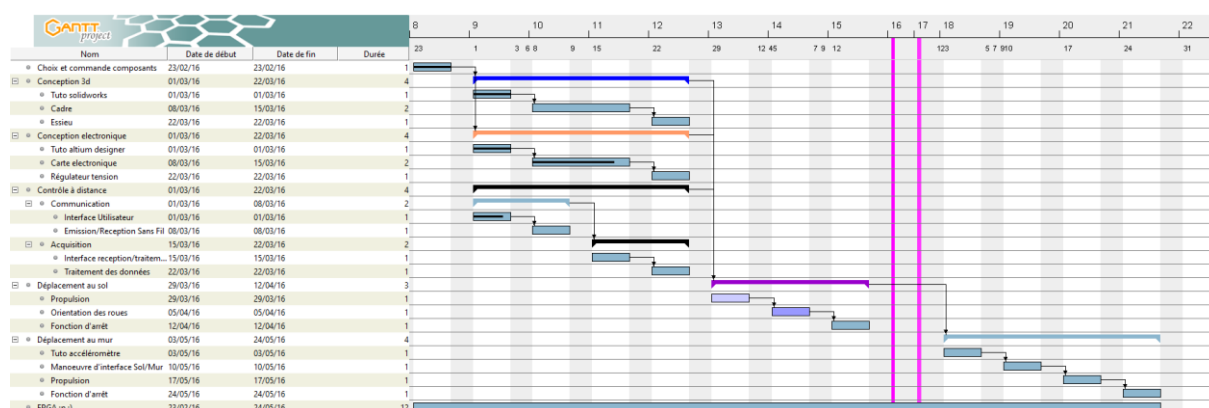 GANTT
project
8 9 10 11 12 13 14 15 16 17 18 19 20 21 22
Nom Date de début Date de fin Durée 23 1 3 6 8 9 15 22 29 12 45 7 9 12 123 5 7 910 17 24 31
Choix et commande composants 23/02/16 23/02/16 1
Conception 3d 01/03/16 22/03/16 4
Tuto solidworks 01/03/16 01/03/16 1
Cadre 08/03/16 15/03/16 2
Essieu 22/03/16 22/03/16 1
Conception electronique 01/03/16 22/03/16 4
Tuto altium designer 01/03/16 01/03/16 1
Carte electronique 08/03/16 15/03/16 2
Régulateur tension 22/03/16 22/03/16 1
Contrôle à distance 01/03/16 22/03/16 4
Communication 01/03/16 08/03/16 2
Interface Utilisateur 01/03/16 01/03/16 1
Emission/Reception Sans Fil 08/03/16 08/03/16 1
Acquisition 15/03/16 22/03/16 2
Interface reception/traitem... 15/03/16 15/03/16 1
Traitement des données 22/03/16 22/03/16 1
Déplacement au sol 29/03/16 12/04/16 3
Propulsion 29/03/16 29/03/16 1
Orientation des roues 05/04/16 05/04/16 1
Fonction d'arrêt 12/04/16 12/04/16 1
Déplacement au mur 03/05/16 24/05/16 4
Tuto accéléromètre 03/05/16 03/05/16 1
Manoeuvre d'interface Sol/Mur 10/05/16 10/05/16 1
Propulsion 17/05/16 17/05/16 1
Fonction d'arrêt 24/05/16 24/05/16 1
23/02/16 24/05/16 12